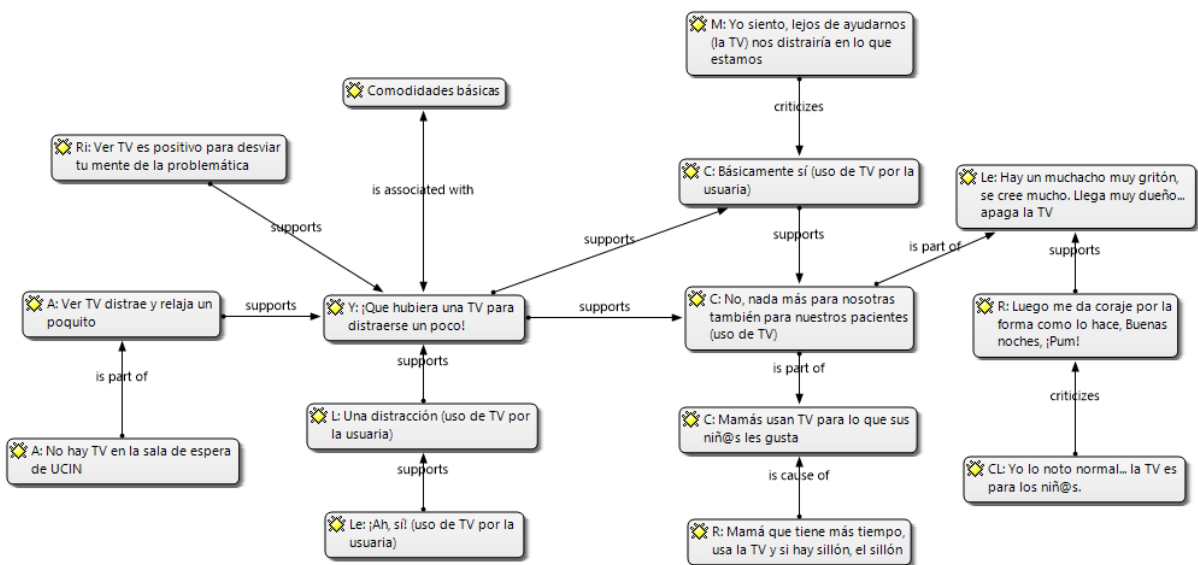 M: Yo siento, lejos de ayudarnos
(la TV) nos distrairía en lo que
estamos
criticizes
Comodidades básicas
is associated with
Ri: Ver TV es positivo para desviar
tu mente de la problemática
supports
C: Básicamente sí (uso de TV por la
usuaria)
supports
supports
Le: Hay un muchacho muy gritón,
se cree mucho. Llega muy dueño...
apaga la TV
is part of
supports
A: Ver TV distrae y relaja un
poquito
supports
Y: ¡Que hubiera una TV para
distraerse un poco!
supports
C: No, nada más para nosotras
también para nuestros pacientes
(uso de TV)
R: Luego me da coraje por la
forma como lo hace, Buenas
noches, ¡Pum!
is part of
supports
is part of
criticizes
A: No hay TV en la sala de espera
de UCIN
L: Una distracción (uso de TV por
la usuaria)
supports
C: Mamás usan TV para lo que sus
niñ@s les gusta
is cause of
CL: Yo lo noto normal... la TV es
para los niñ@s.
Le: ¡Ah, sí! (uso de TV por la
usuaria)
R: Mamá que tiene más tiempo,
usa la TV y si hay sillón, el sillón